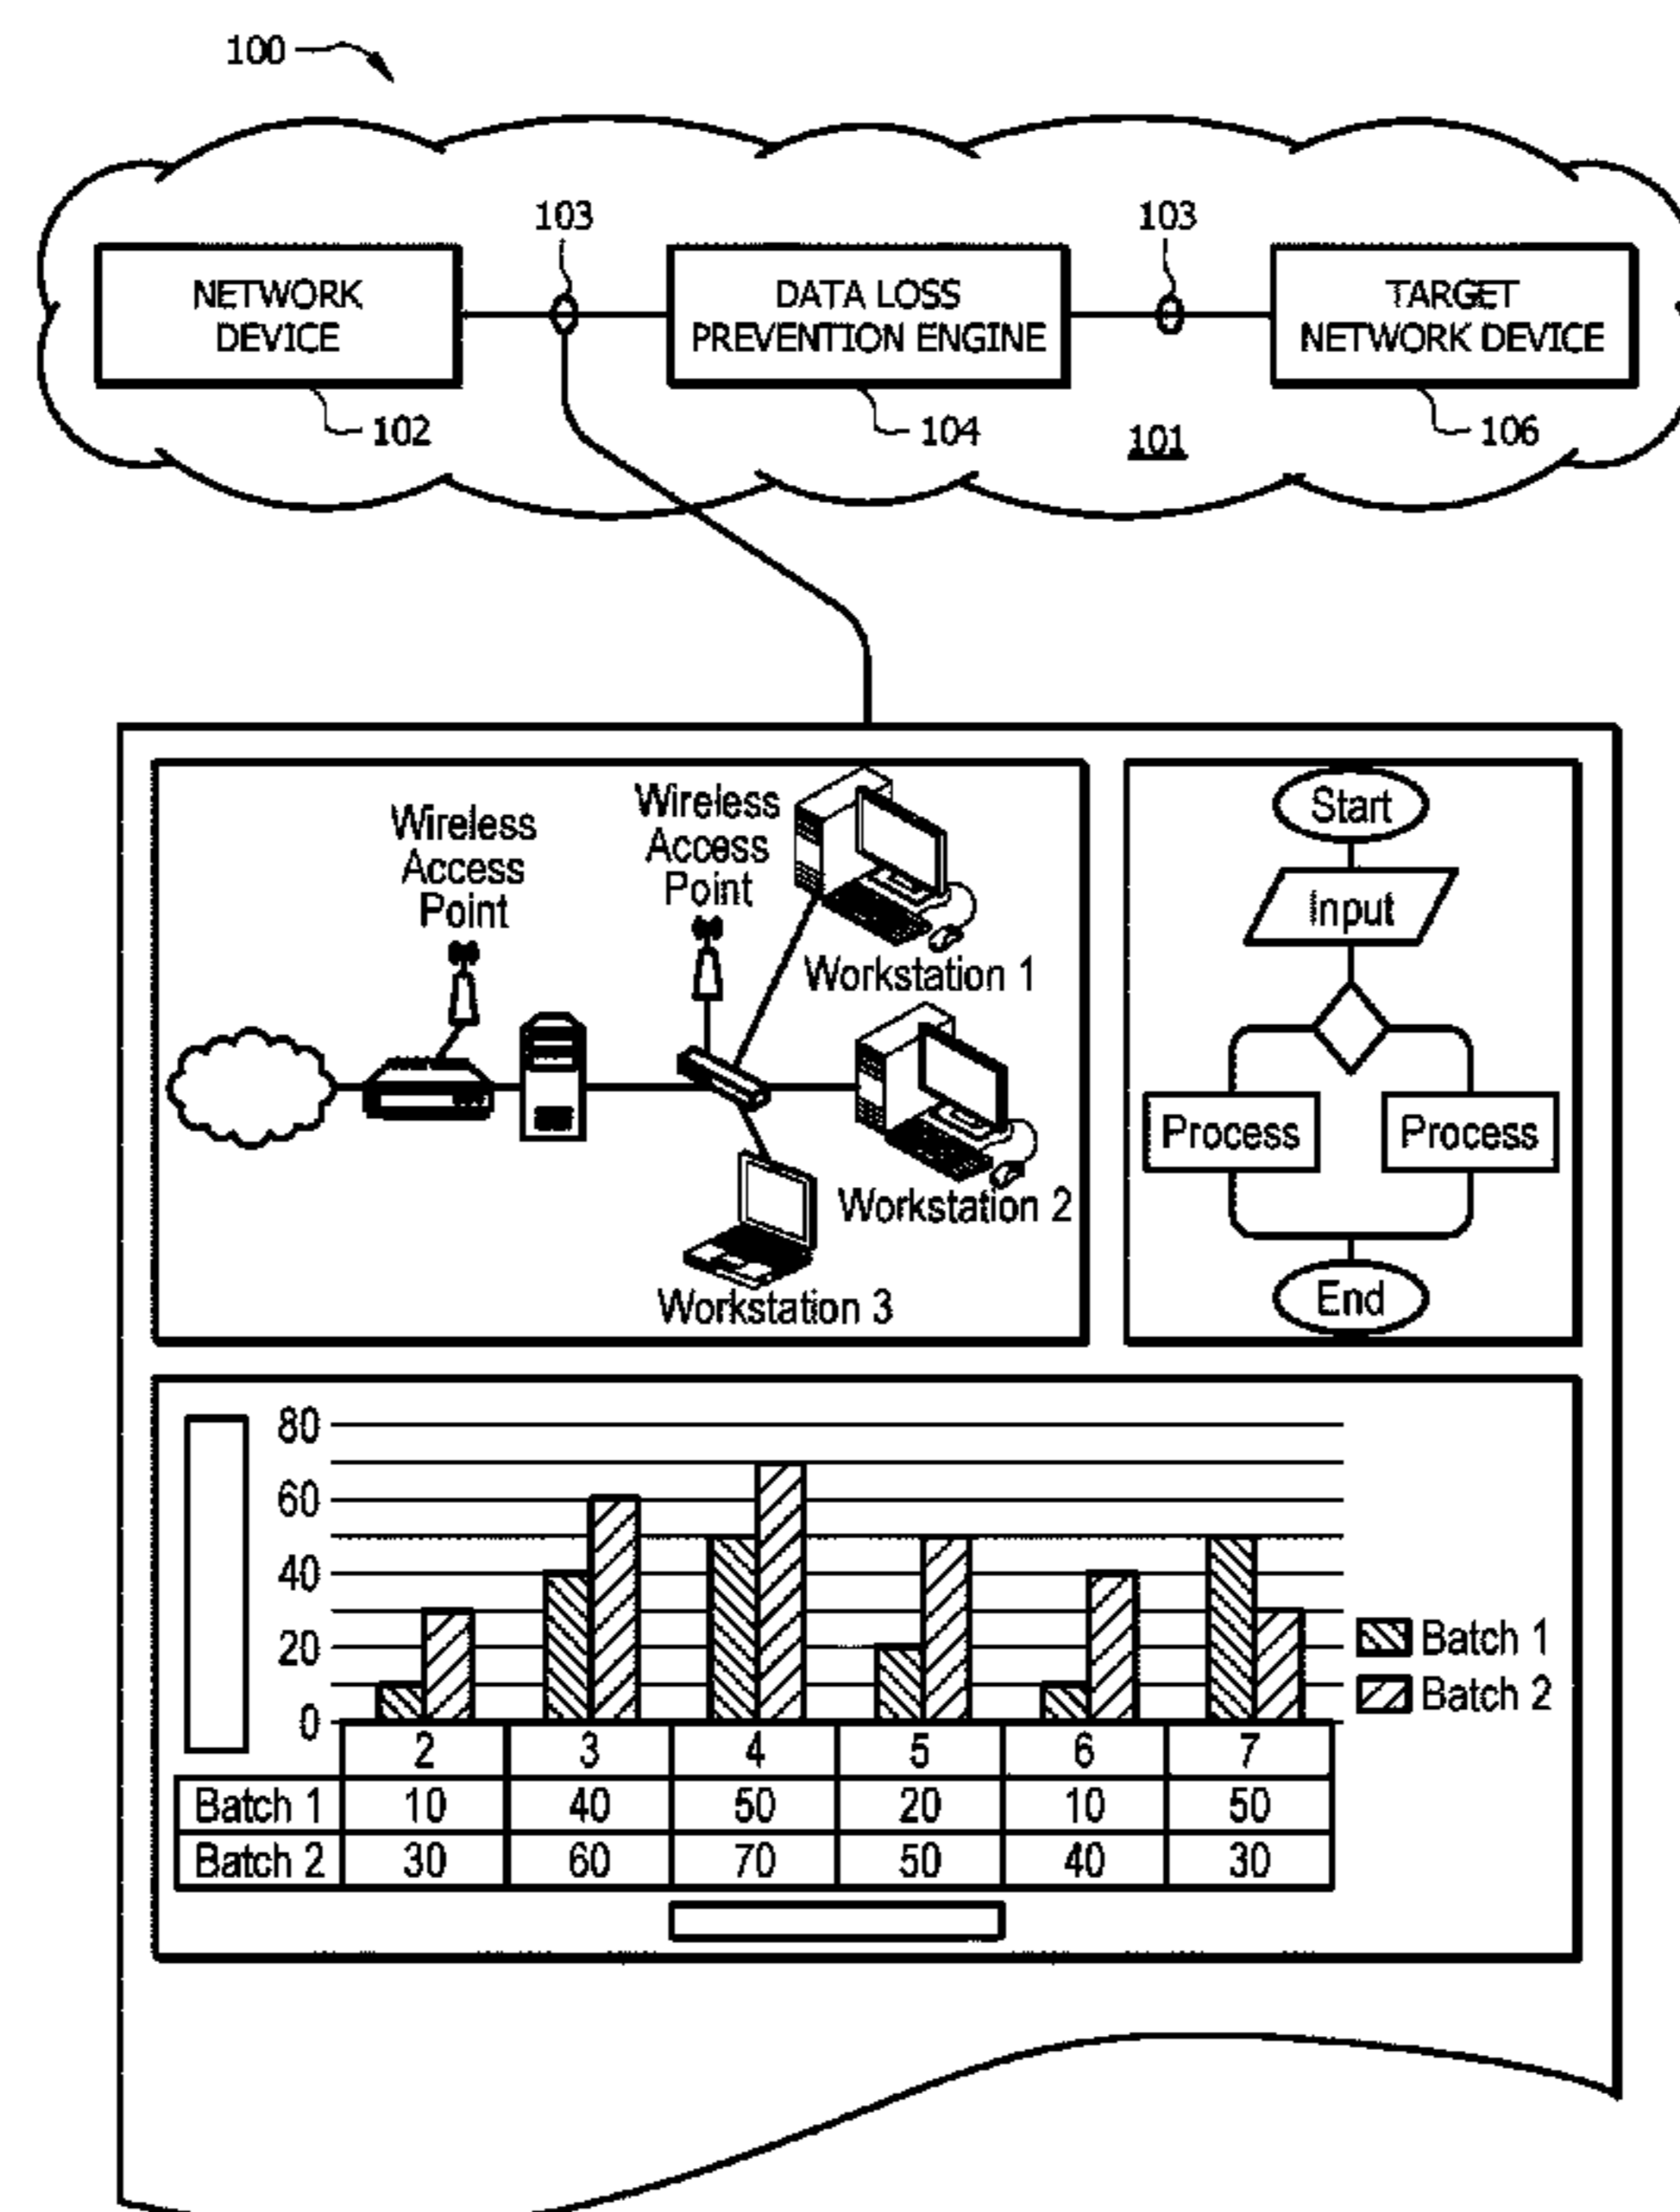 100
103
103
NETWORK
DEVICE
DATA LOSS
PREVENTION ENGINE
TARGET
NETWORK DEVICE
102
104
101
106
Wireless
Access
Point
Wireless
Access
Point
Workstation 1
Workstation 2
Workstation 3
Start
Input
Process
Process
End
80
60
40
20
0
Batch 1
Batch 2
2 3 4 5 6 7
Batch 1 10 40 50 20 10 50
Batch 2 30 60 70 50 40 30